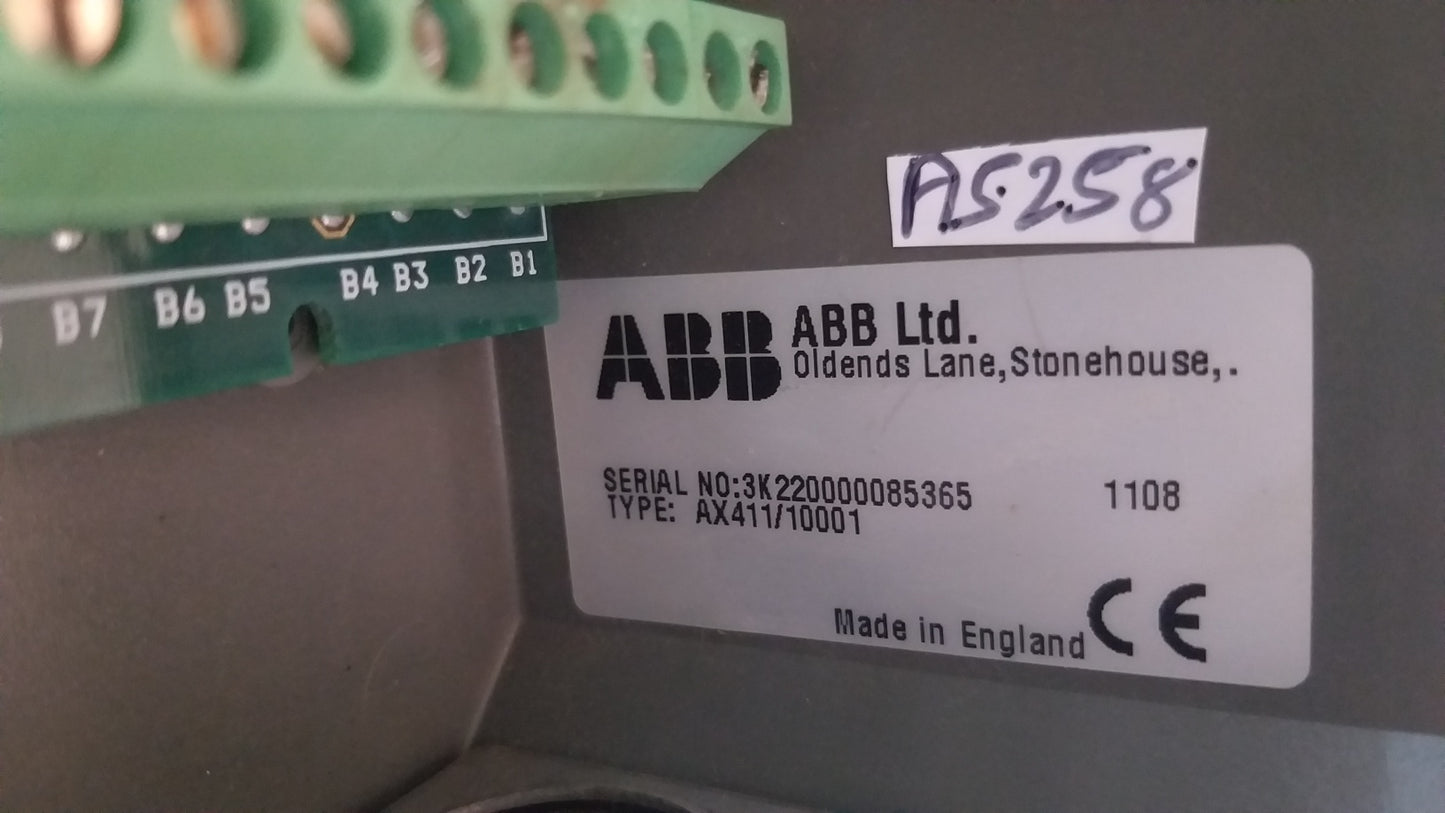 A5258
B7 B6 B5 B4 B3 B2 B1
ABB ABB Ltd.
Oldends Lane,Stonehouse,.
SERIAL NO:3K220000085365 1108
TYPE: AX411/10001
Made in England CE